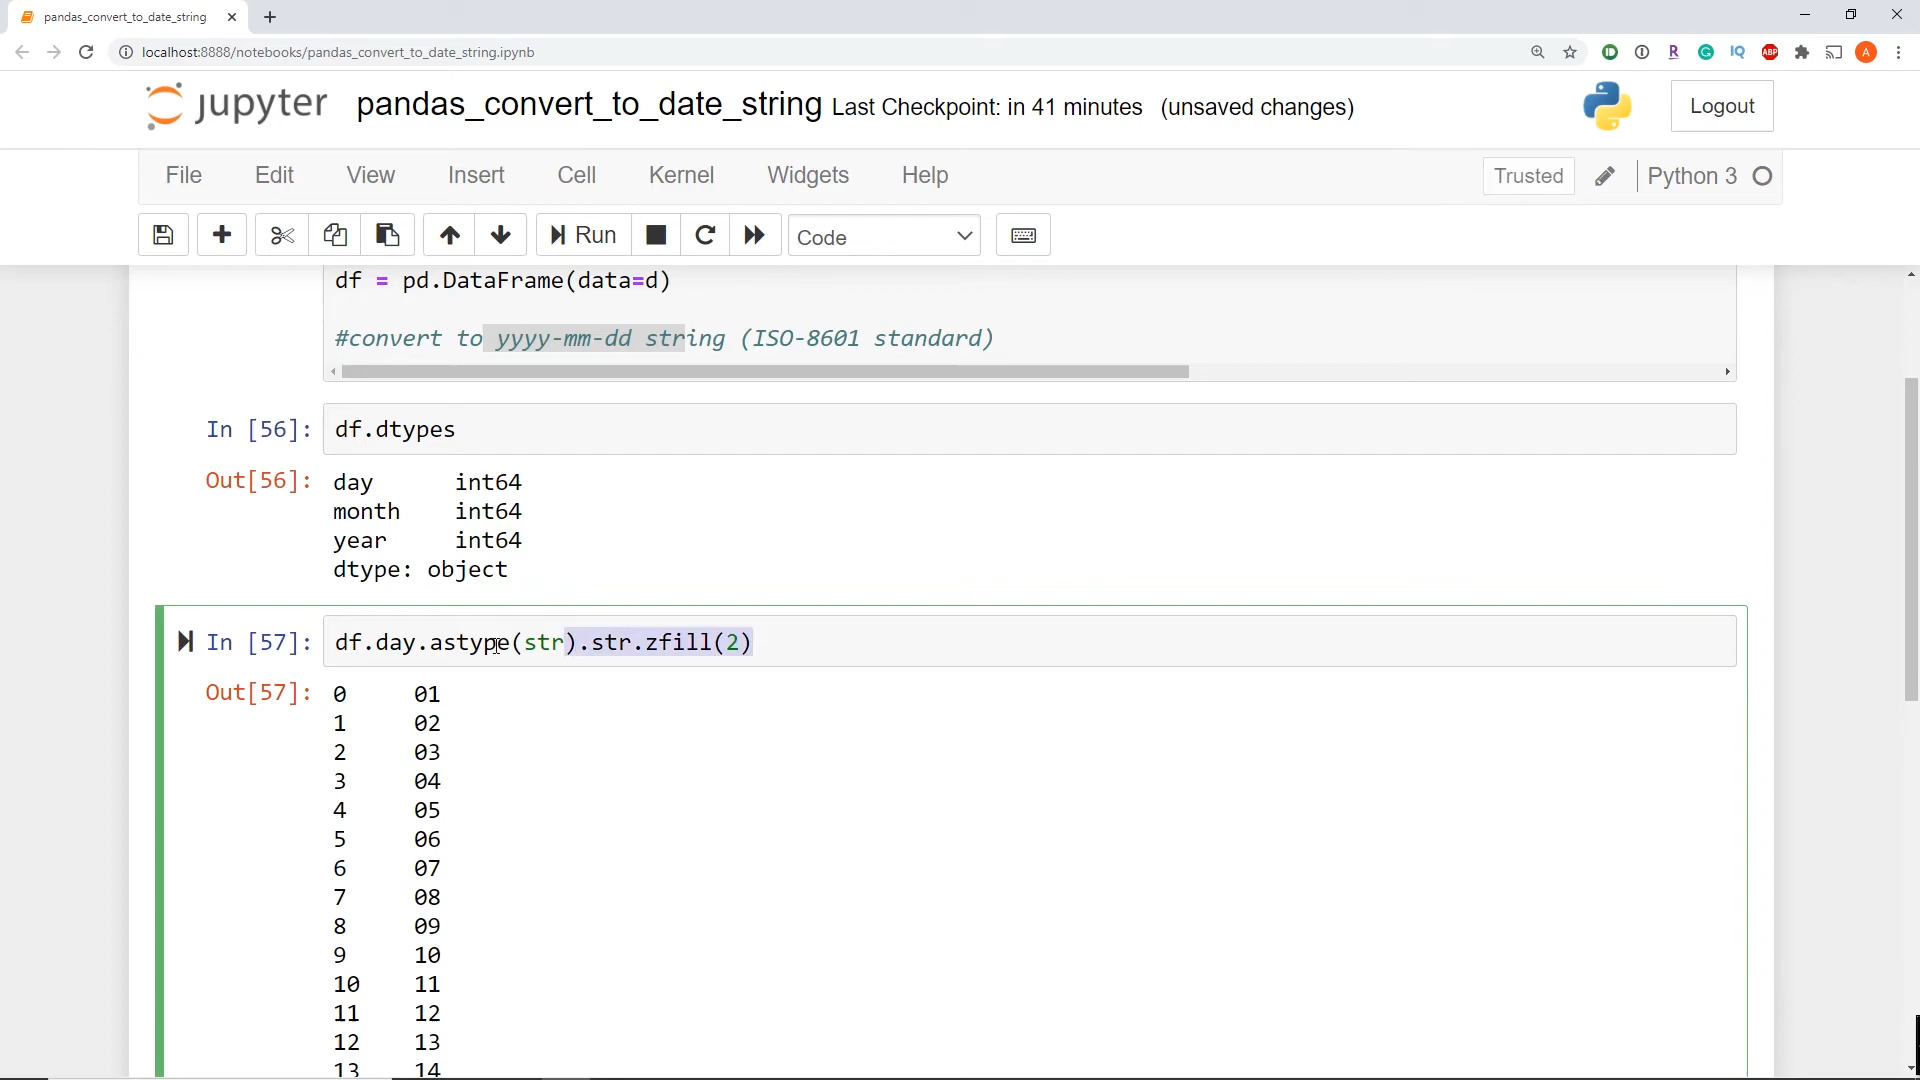 pandas_convert_to_date_string
localhost:8888/notebooks/pandas_convert_to_date_string.ipynb
R
G
IQ
ABP
A
jupyter pandas_convert_to_date_string Last Checkpoint: in 41 minutes (unsaved changes)
Logout
File Edit View Insert Cell Kernel Widgets Help Trusted Python 3
Run Code
df = pd.DataFrame(data=d)
#convert to yyyy-mm-dd string (ISO-8601 standard)
In [56]: df.dtypes
Out[56]: day int64
month int64
year int64
dtype: object
In [57]: df.day.astype(str).str.zfill(2)
Out[57]: 0 01
1 02
2 03
3 04
4 05
5 06
6 07
7 08
8 09
9 10
10 11
11 12
12 13
13 14